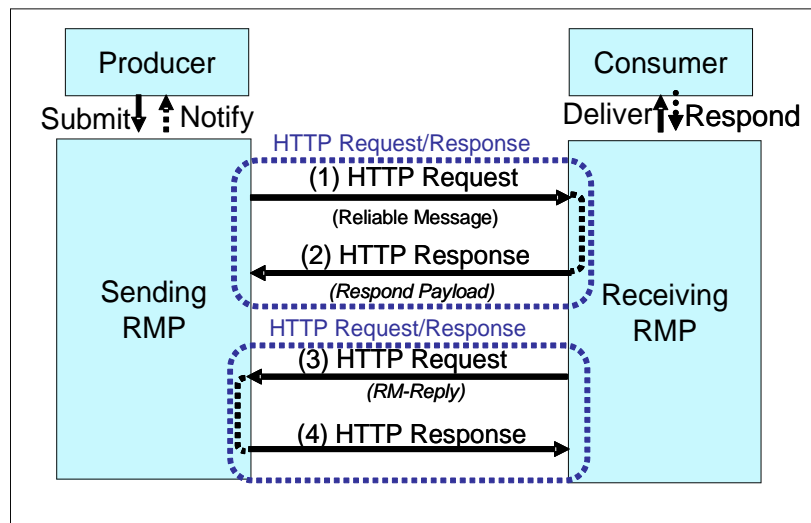 Producer
Consumer
Submit
Notify
Deliver
Respond
HTTP Request/Response
(1) HTTP Request
(Reliable Message)
(2) HTTP Response
(Respond Payload)
Sending
RMP
Receiving
RMP
HTTP Request/Response
(3) HTTP Request
(RM-Reply)
(4) HTTP Response